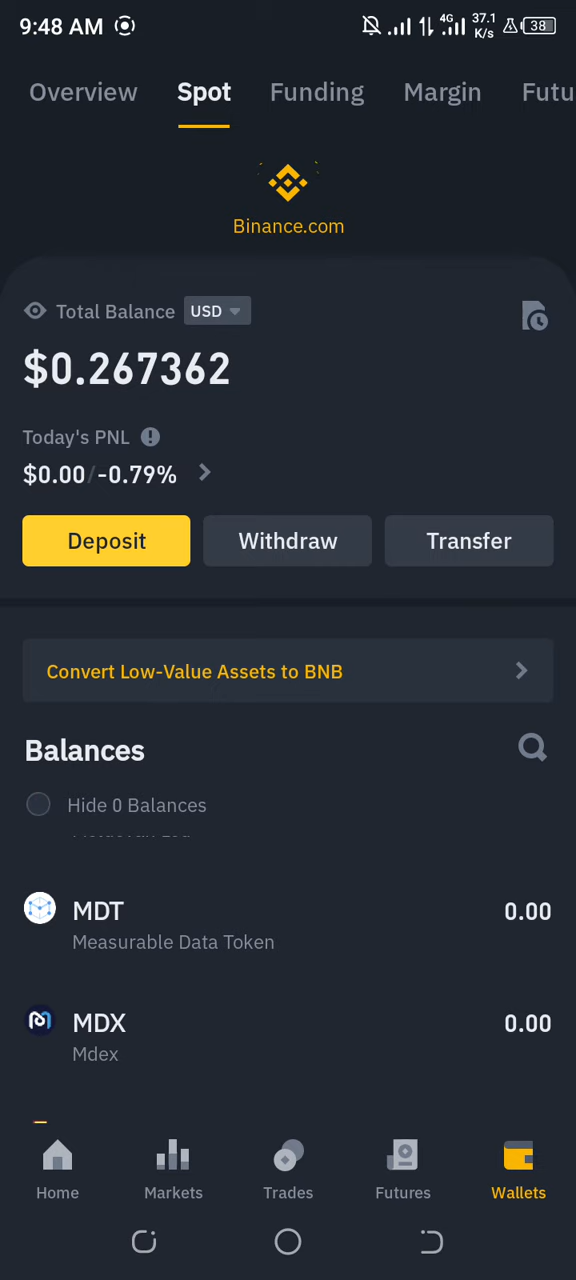 9:48 AM 4G 37.1 K/s 38
Overview Spot Funding Margin Futu
Binance.com
Total Balance USD
$0.267362
Today's PNL
$0.00/-0.79%
Deposit Withdraw Transfer
Convert Low-Value Assets to BNB
Balances
Hide 0 Balances
MDT 0.00
Measurable Data Token
MDX 0.00
Mdex
Home Markets Trades Futures Wallets